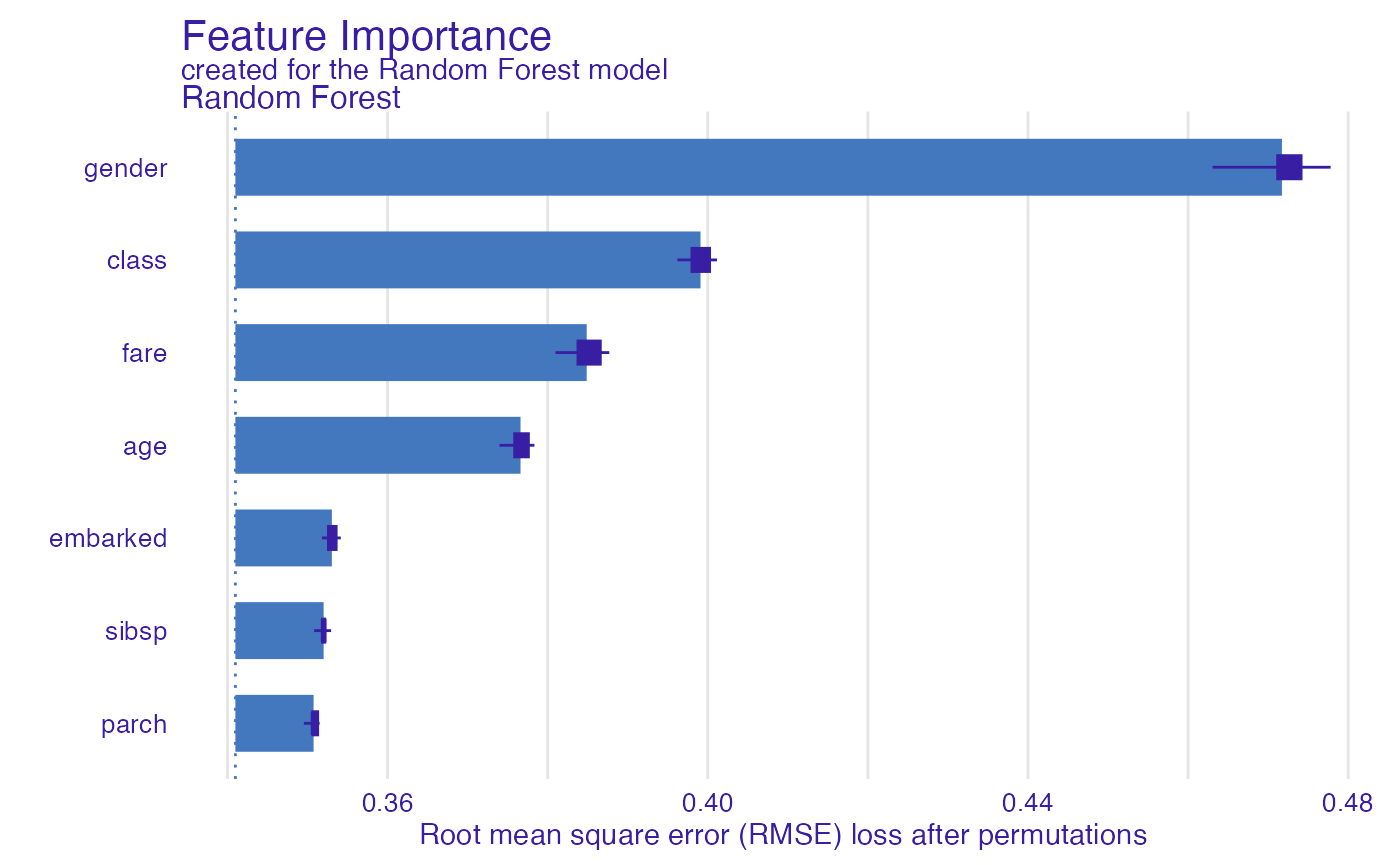 Feature Importance
created for the Random Forest model
Random Forest
gender
class
fare
age
embarked
sibsp
parch
0.36 0.40 0.44 0.48
Root mean square error (RMSE) loss after permutations